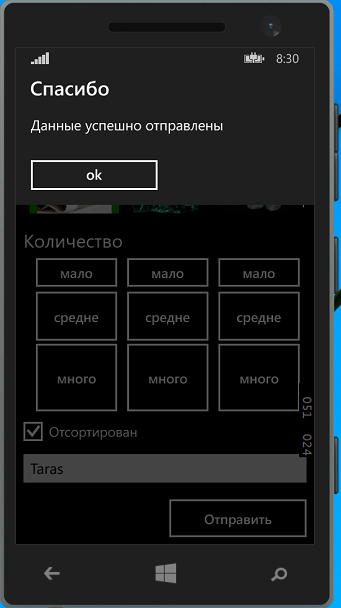 8:30
Спасибо
Данные успешно отправлены
ok
Количество
мало мало мало
средне средне средне
много много много
Отсортирован
051 024
Taras
Отправить